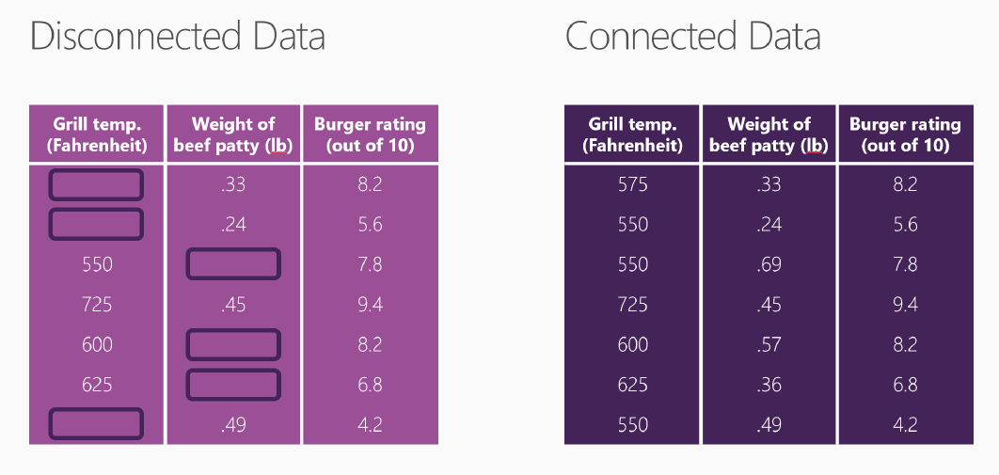 Disconnected Data
Grill temp. (Fahrenheit) Weight of beef patty (lb) Burger rating (out of 10)
.33 8.2
.24 5.6
550 7.8
725 .45 9.4
600 8.2
625 6.8
.49 4.2
Connected Data
Grill temp. (Fahrenheit) Weight of beef patty (lb) Burger rating (out of 10)
575 .33 8.2
550 .24 5.6
550 .69 7.8
725 .45 9.4
600 .57 8.2
625 .36 6.8
550 .49 4.2